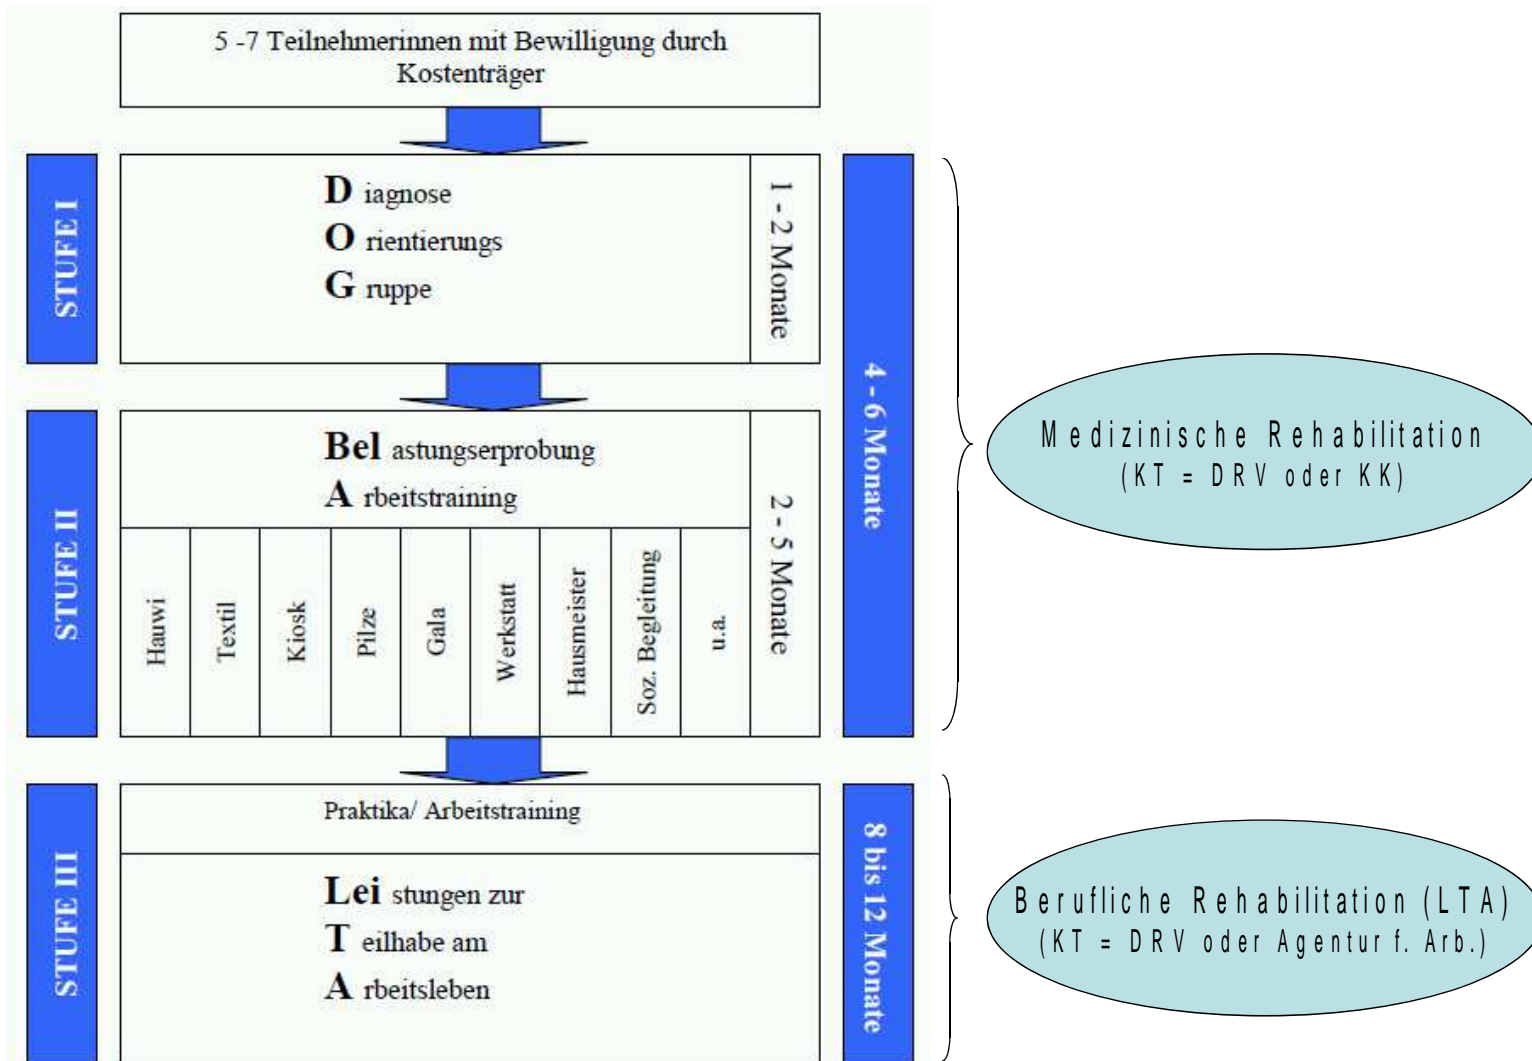 5 -7 Teilnehmerinnen mit Bewilligung durch
Kostenträger
STUFE I
D iagnose
O rientierungs
G ruppe
1 - 2 Monate
4 - 6 Monate
Medizinische Rehabilitation
(KT = DRV oder KK)
STUFE II
Bel astungserprobung
A rbeitstraining
2 - 5 Monate
Hauwi
Textil
Kiosk
Pilze
Gala
Werkstatt
Hausmeister
Soz. Begleitung
u.a.
STUFE III
Praktika/ Arbeitstraining
Lei stungen zur
T eilhabe am
A rbeitsleben
8 bis 12 Monate
Berufliche Rehabilitation (LTA)
(KT = DRV oder Agentur f. Arb.)